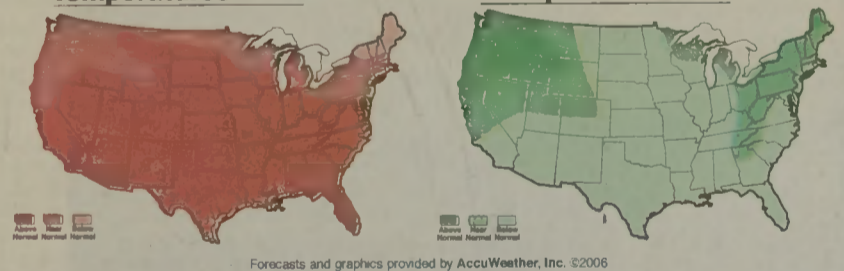 Above Near Below
Normal Normal Normal
Above Near Below
Normal Normal Normal
Forecasts and graphics provided by AccuWeather, Inc. ©2006